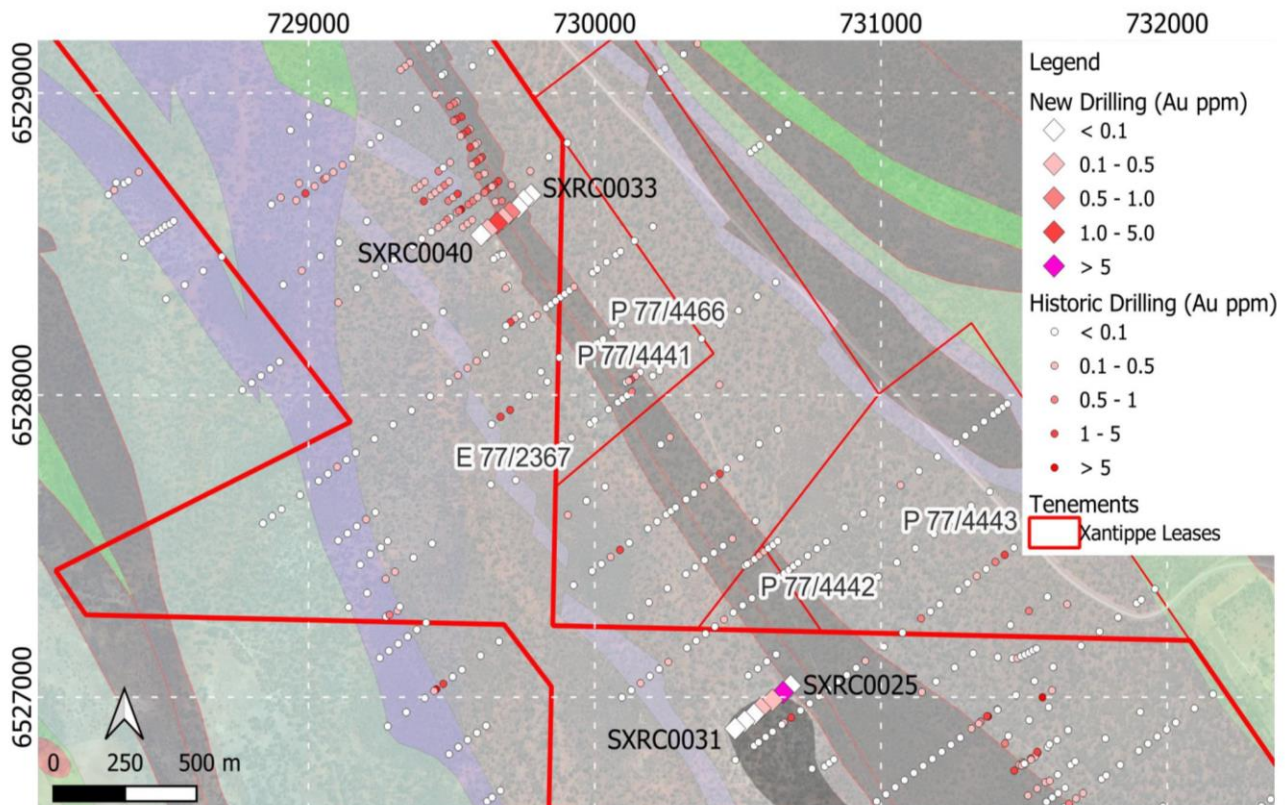 729000
730000
731000
732000
6529000
6528000
6527000
Legend
New Drilling (Au ppm)
< 0.1
0.1 - 0.5
0.5 - 1.0
1.0 - 5.0
> 5
Historic Drilling (Au ppm)
< 0.1
0.1 - 0.5
0.5 - 1
1 - 5
> 5
Tenements
Xantippe Leases
SXRC0033
SXRC0040
P 77/4466
P 77/4441
E 77/2367
P 77/4443
P 77/4442
SXRC0025
SXRC0031
0 250 500 m